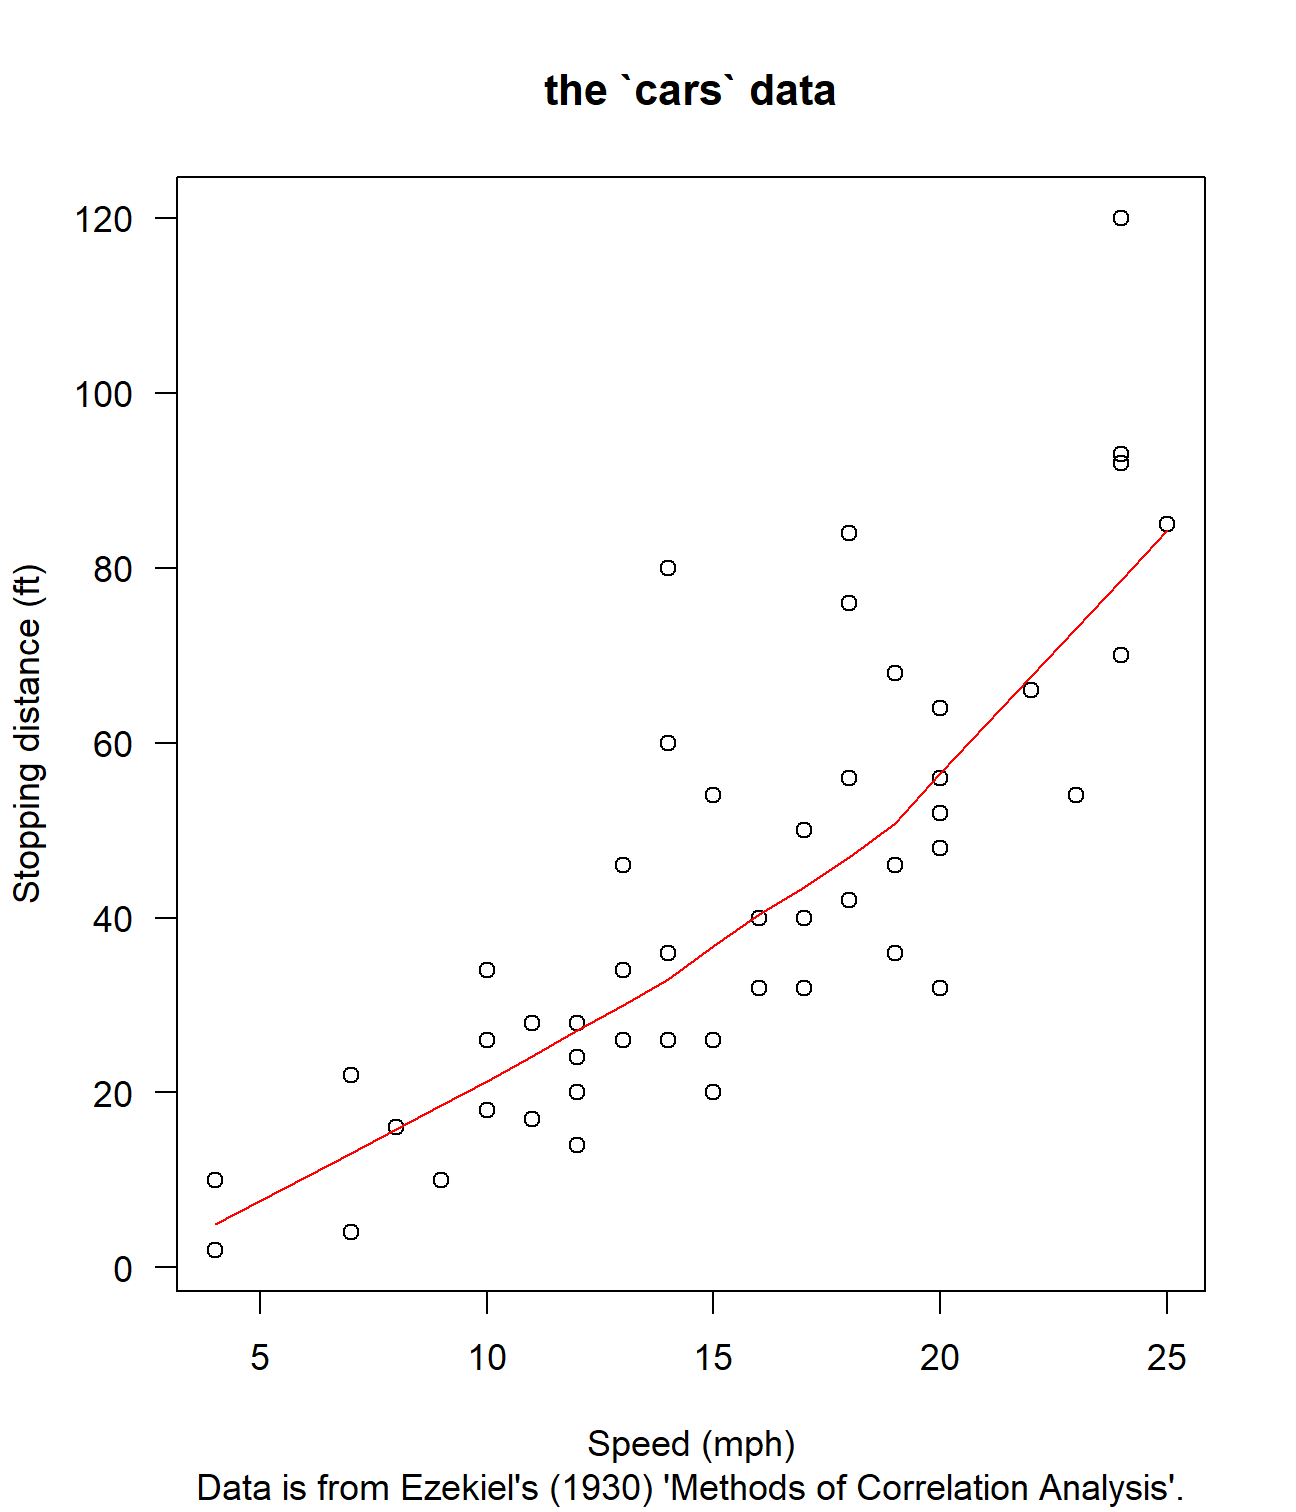 the `cars` data
120
100
80
60
40
20
0
Stopping distance (ft)
5 10 15 20 25
Speed (mph)
Data is from Ezekiel's (1930) 'Methods of Correlation Analysis'.